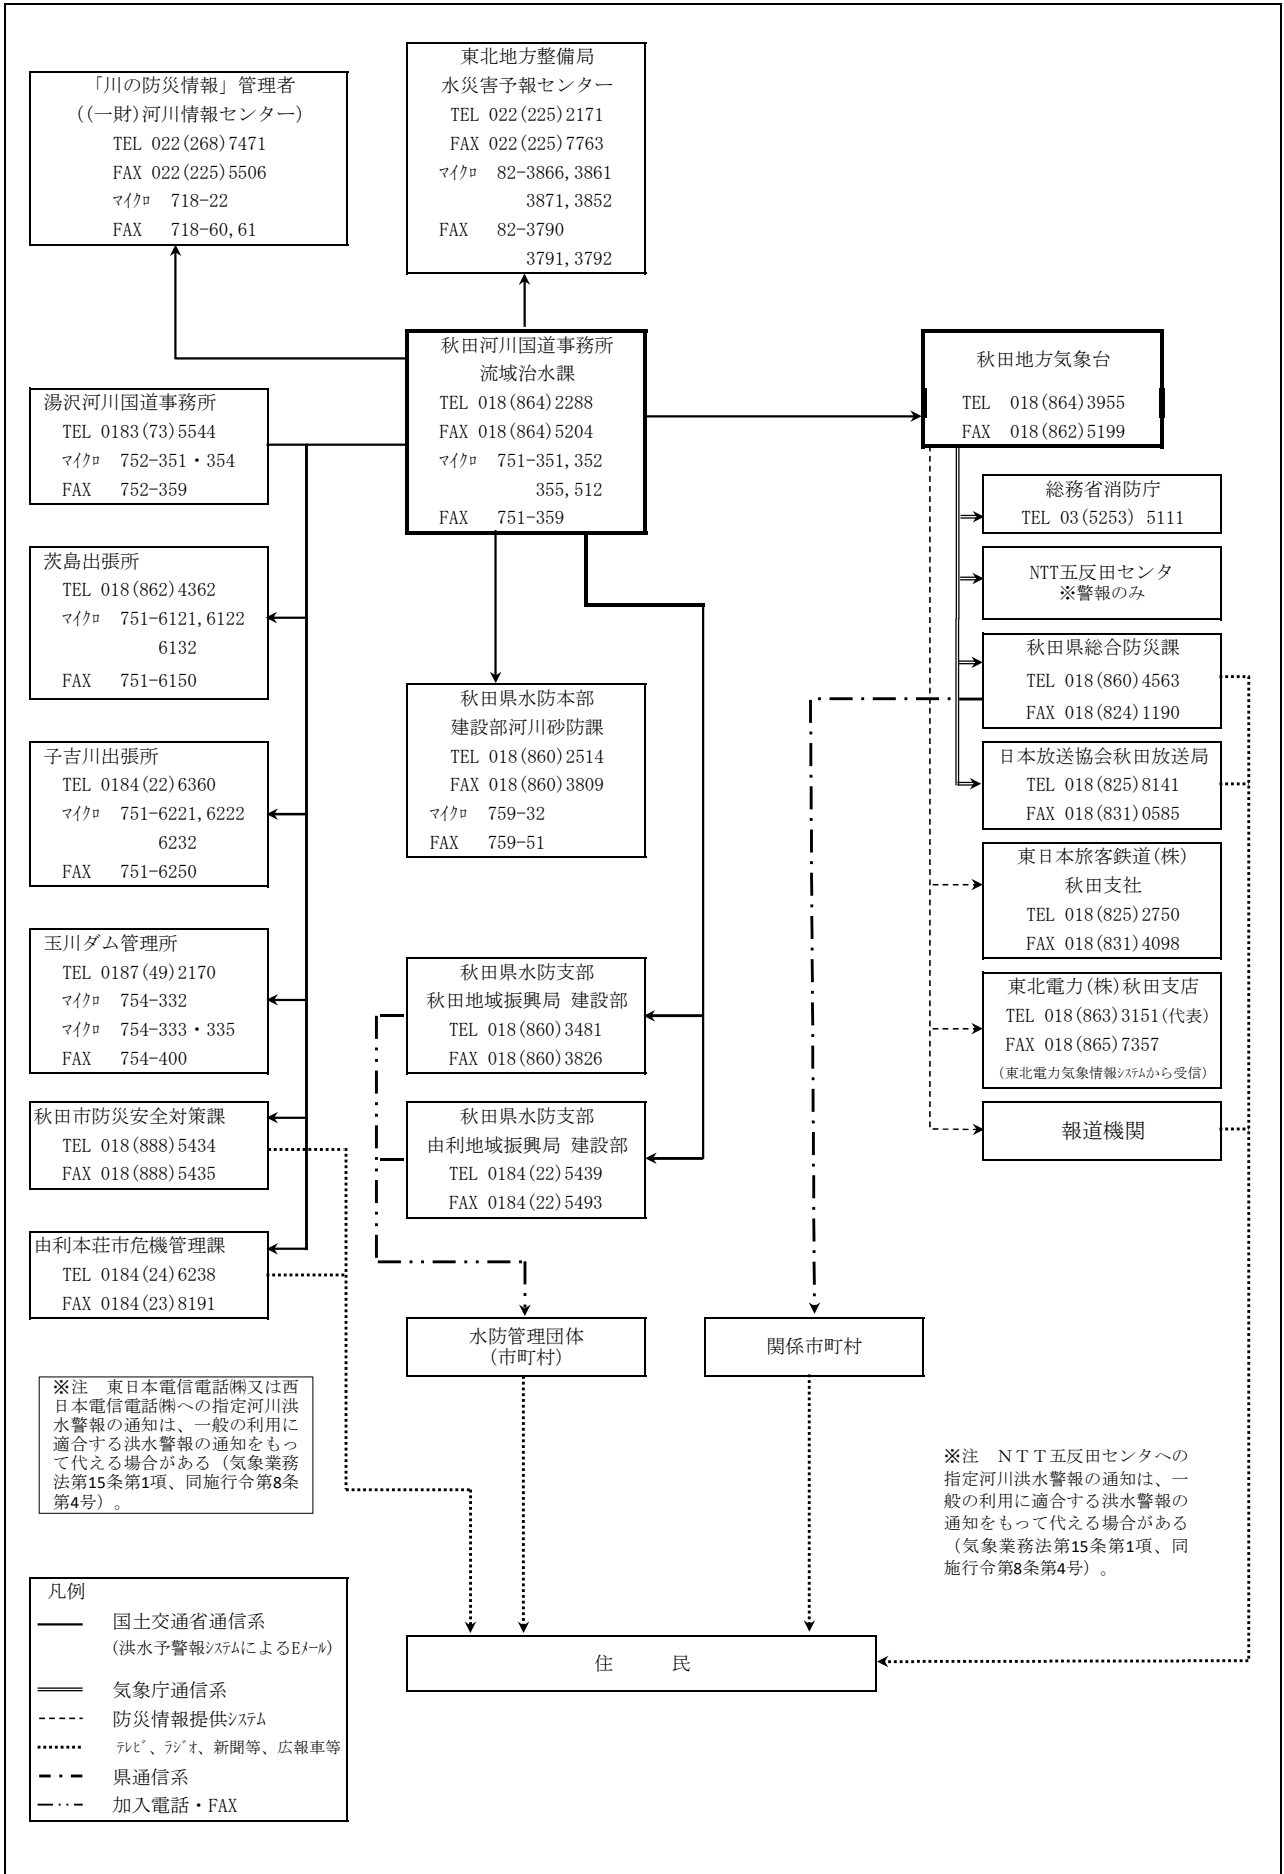 「川の防災情報」管理者
((一財)河川情報センター)
TEL 022(268)7471
FAX 022(225)5506
ﾏｲｸﾛ 718-22
FAX 718-60,61
東北地方整備局
水災害予報センター
TEL 022(225)2171
FAX 022(225)7763
ﾏｲｸﾛ 82-3866,3861
3871,3852
FAX 82-3790
3791,3792
秋田河川国道事務所
流域治水課
TEL 018(864)2288
FAX 018(864)5204
ﾏｲｸﾛ 751-351,352
355,512
FAX 751-359
秋田地方気象台
TEL 018(864)3955
FAX 018(862)5199
湯沢河川国道事務所
TEL 0183(73)5544
ﾏｲｸﾛ 752-351・354
FAX 752-359
茨島出張所
TEL 018(862)4362
ﾏｲｸﾛ 751-6121,6122
6132
FAX 751-6150
子吉川出張所
TEL 0184(22)6360
ﾏｲｸﾛ 751-6221,6222
6232
FAX 751-6250
玉川ダム管理所
TEL 0187(49)2170
ﾏｲｸﾛ 754-332
ﾏｲｸﾛ 754-333・335
FAX 754-400
秋田市防災安全対策課
TEL 018(888)5434
FAX 018(888)5435
由利本荘市危機管理課
TEL 0184(24)6238
FAX 0184(23)8191
秋田県水防本部
建設部河川砂防課
TEL 018(860)2514
FAX 018(860)3809
ﾏｲｸﾛ 759-32
FAX 759-51
秋田県水防支部
秋田地域振興局 建設部
TEL 018(860)3481
FAX 018(860)3826
秋田県水防支部
由利地域振興局 建設部
TEL 0184(22)5439
FAX 0184(22)5493
総務省消防庁
TEL 03(5253) 5111
NTT五反田センタ
※警報のみ
秋田県総合防災課
TEL 018(860)4563
FAX 018(824)1190
日本放送協会秋田放送局
TEL 018(825)8141
FAX 018(831)0585
東日本旅客鉄道(株)
秋田支社
TEL 018(825)2750
FAX 018(831)4098
東北電力(株)秋田支店
TEL 018(863)3151(代表)
FAX 018(865)7357
(東北電力気象情報ｼｽﾃﾑから受信)
報道機関
水防管理団体
(市町村)
関係市町村
※注 東日本電信電話㈱又は西
日本電信電話㈱への指定河川洪
水警報の通知は、一般の利用に
適合する洪水警報の通知をもっ
て代える場合がある（気象業務
法第15条第1項、同施行令第8条
第4号）。
※注 ＮＴＴ五反田センタへの
指定河川洪水警報の通知は、一
般の利用に適合する洪水警報の
通知をもって代える場合がある
（気象業務法第15条第1項、同
施行令第8条第4号）。
凡例
国土交通省通信系
(洪水予警報ｼｽﾃﾑによるEﾒｰﾙ)
気象庁通信系
防災情報提供ｼｽﾃﾑ
ﾃﾚﾋﾞ、ﾗｼﾞｵ、新聞等、広報車等
県通信系
加入電話・FAX
住 民